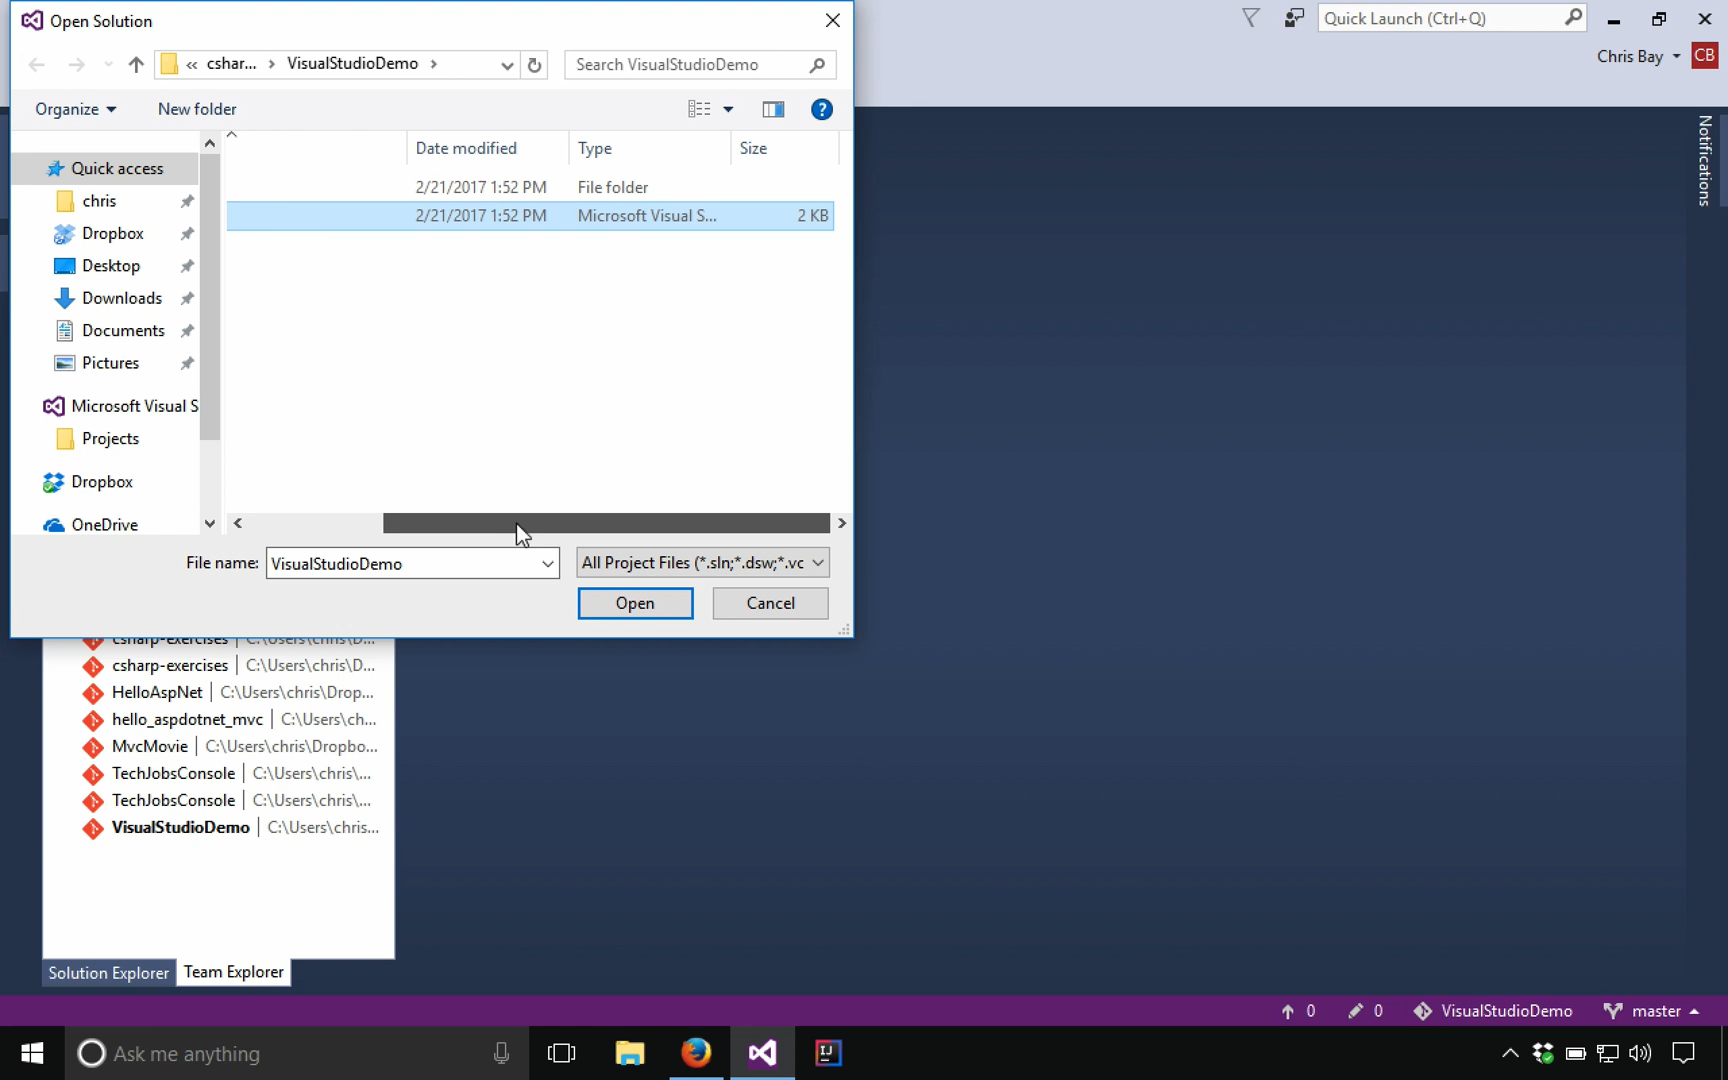 Open Solution
Quick Launch (Ctrl+Q)
« cshar... › VisualStudioDemo ›
Search VisualStudioDemo
Chris Bay
CB
Organize
New folder
?
Notifications
Date modified Type Size
Quick access
2/21/2017 1:52 PM File folder
chris
2/21/2017 1:52 PM Microsoft Visual S... 2 KB
Dropbox
Desktop
Downloads
Documents
Pictures
Microsoft Visual S
Projects
Dropbox
OneDrive
File name: VisualStudioDemo
All Project Files (*.sln;*.dsw;*.vc
Open
Cancel
csharp-exercises | C:\Users\chris\D...
csharp-exercises | C:\Users\chris\D...
HelloAspNet | C:\Users\chris\Drop...
hello_aspdotnet_mvc | C:\Users\ch...
MvcMovie | C:\Users\chris\Dropbo...
TechJobsConsole | C:\Users\chris\...
TechJobsConsole | C:\Users\chris\...
VisualStudioDemo | C:\Users\chris...
Solution Explorer Team Explorer
0 0 VisualStudioDemo master
Ask me anything
IJ